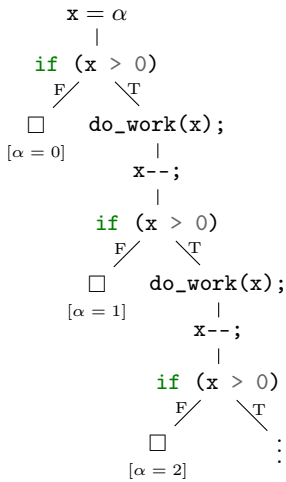 x = α
if (x > 0)
F T
do_work(x);
[α = 0]
x--;
if (x > 0)
F T
do_work(x);
[α = 1]
x--;
if (x > 0)
F T
⋮
[α = 2]